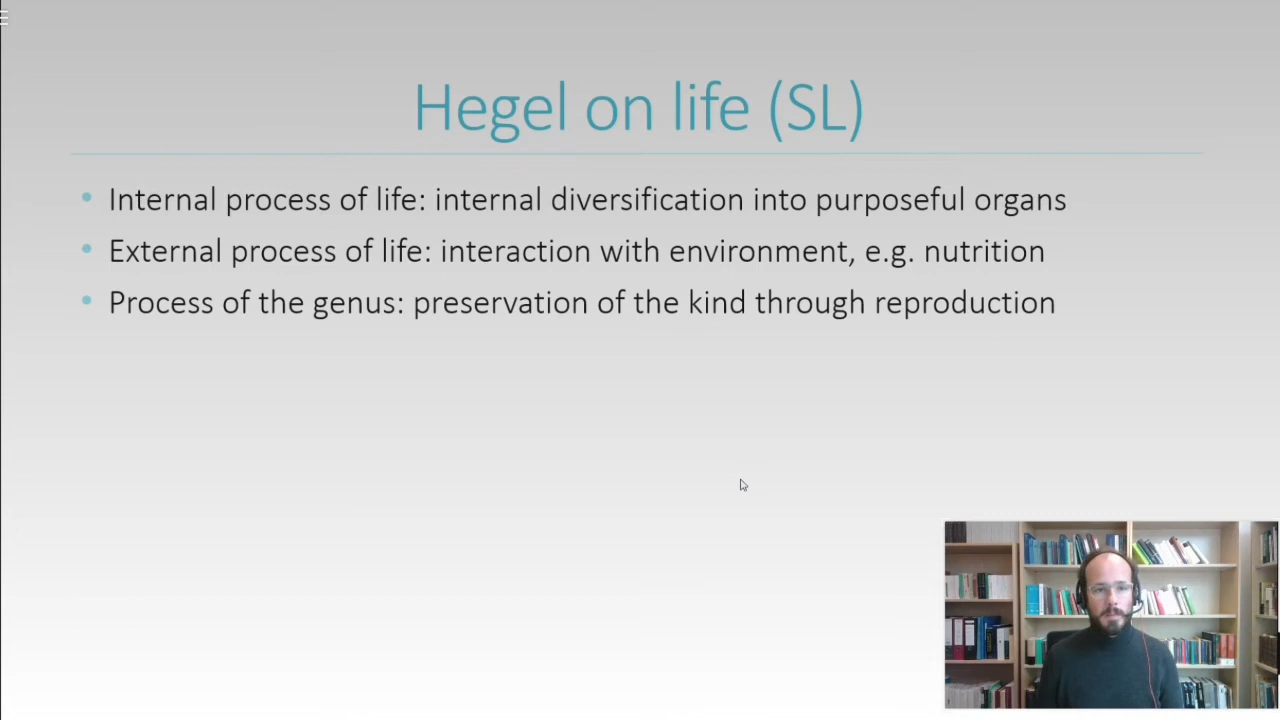 Hegel on life (SL)
• Internal process of life: internal diversification into purposeful organs
• External process of life: interaction with environment, e.g. nutrition
• Process of the genus: preservation of the kind through reproduction